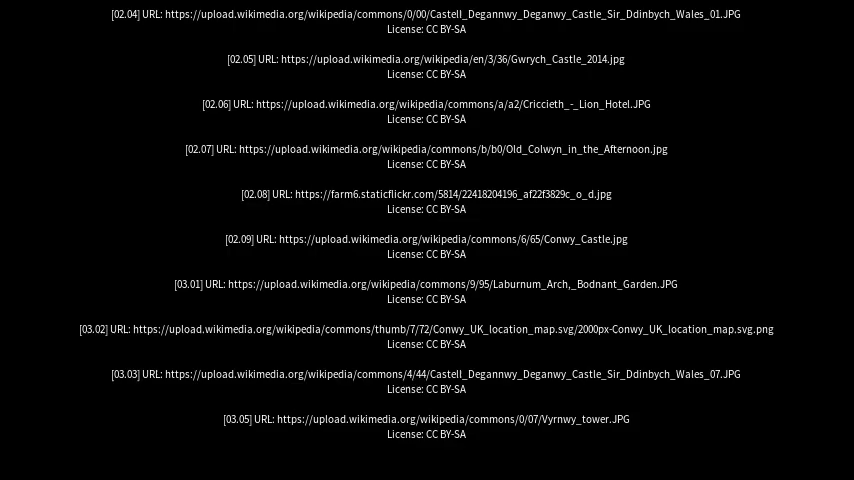 [02.04] URL: https://upload.wikimedia.org/wikipedia/commons/0/00/Castell_Degannwy_Deganwy_Castle_Sir_Ddinbych_Wales_01.JPG
License: CC BY-SA
[02.05] URL: https://upload.wikimedia.org/wikipedia/en/3/36/Gwrych_Castle_2014.jpg
License: CC BY-SA
[02.06] URL: https://upload.wikimedia.org/wikipedia/commons/a/a2/Criccieth_-_Lion_Hotel.JPG
License: CC BY-SA
[02.07] URL: https://upload.wikimedia.org/wikipedia/commons/b/b0/Old_Colwyn_in_the_Afternoon.jpg
License: CC BY-SA
[02.08] URL: https://farm6.staticflickr.com/5814/22418204196_af22f3829c_o_d.jpg
License: CC BY-SA
[02.09] URL: https://upload.wikimedia.org/wikipedia/commons/6/65/Conwy_Castle.jpg
License: CC BY-SA
[03.01] URL: https://upload.wikimedia.org/wikipedia/commons/9/95/Laburnum_Arch,_Bodnant_Garden.JPG
License: CC BY-SA
[03.02] URL: https://upload.wikimedia.org/wikipedia/commons/thumb/7/72/Conwy_UK_location_map.svg/2000px-Conwy_UK_location_map.svg.png
License: CC BY-SA
[03.03] URL: https://upload.wikimedia.org/wikipedia/commons/4/44/Castell_Degannwy_Deganwy_Castle_Sir_Ddinbych_Wales_07.JPG
License: CC BY-SA
[03.05] URL: https://upload.wikimedia.org/wikipedia/commons/0/07/Vyrnwy_tower.JPG
License: CC BY-SA